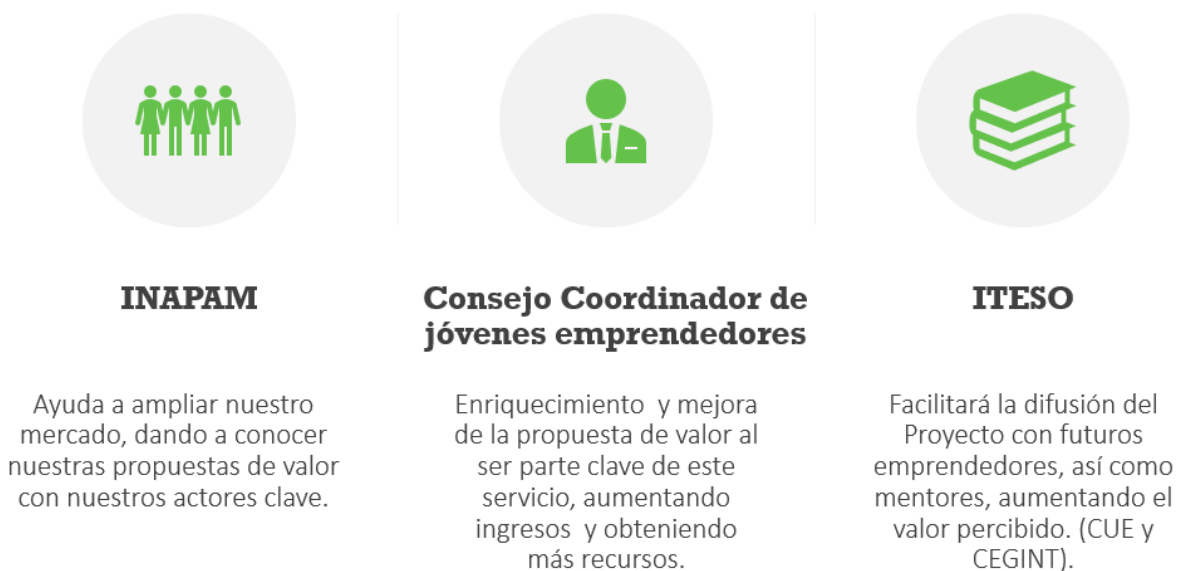 INAPAM
Ayuda a ampliar nuestro
mercado, dando a conocer
nuestras propuestas de valor
con nuestros actores clave.
Consejo Coordinador de
jóvenes emprendedores
Enriquecimiento y mejora
de la propuesta de valor al
ser parte clave de este
servicio, aumentando
ingresos y obteniendo
más recursos.
ITESO
Facilitará la difusión del
Proyecto con futuros
emprendedores, así como
mentores, aumentando el
valor percibido. (CUE y
CEGINT).